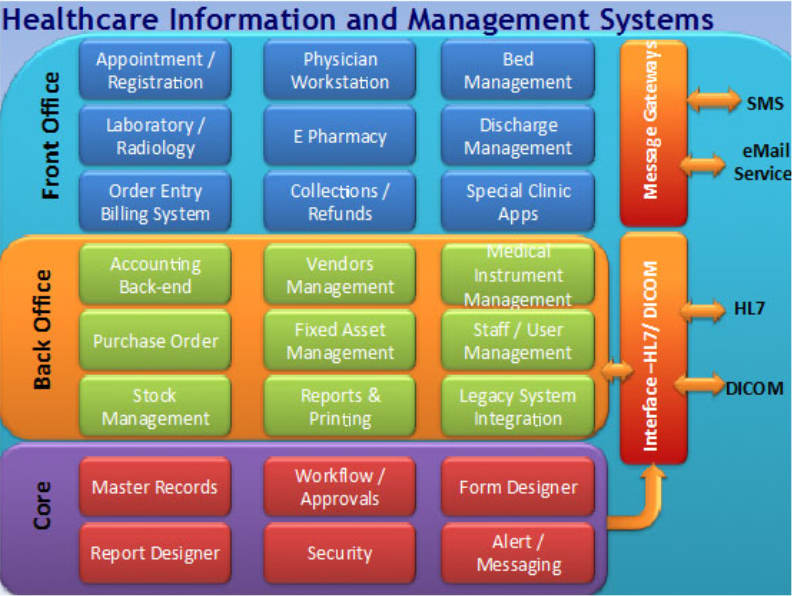 Healthcare Information and Management Systems
Front Office
Appointment /
Registration
Physician
Workstation
Bed
Management
Laboratory /
Radiology
E Pharmacy
Discharge
Management
Order Entry
Billing System
Collections /
Refunds
Special Clinic
Apps
Message Gateways
SMS
eMail
Service
Back Office
Accounting
Back-end
Vendors
Management
Medical
Instrument
Management
Purchase Order
Fixed Asset
Management
Staff / User
Management
Stock
Management
Reports &
Printing
Legacy System
Integration
Interface –HL7/ DICOM
HL7
DICOM
Core
Master Records
Workflow /
Approvals
Form Designer
Report Designer
Security
Alert /
Messaging